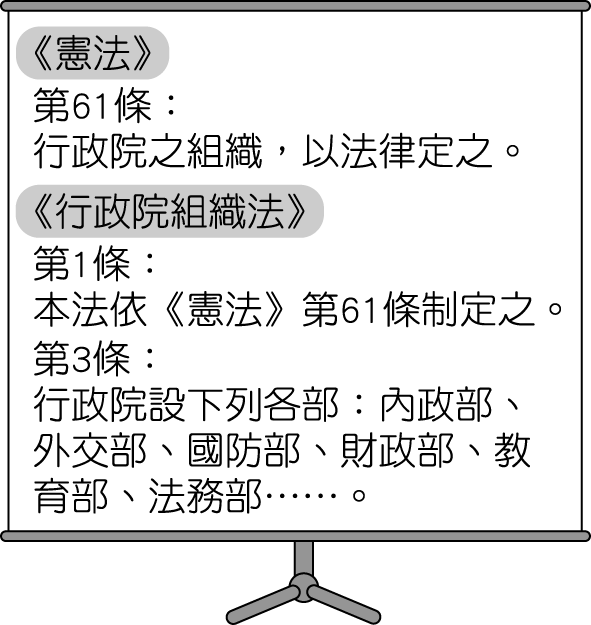 《憲法》
第61條：
行政院之組織，以法律定之。
《行政院組織法》
第1條：
本法依《憲法》第61條制定之。
第3條：
行政院設下列各部：內政部、
外交部、國防部、財政部、教
育部、法務部……。